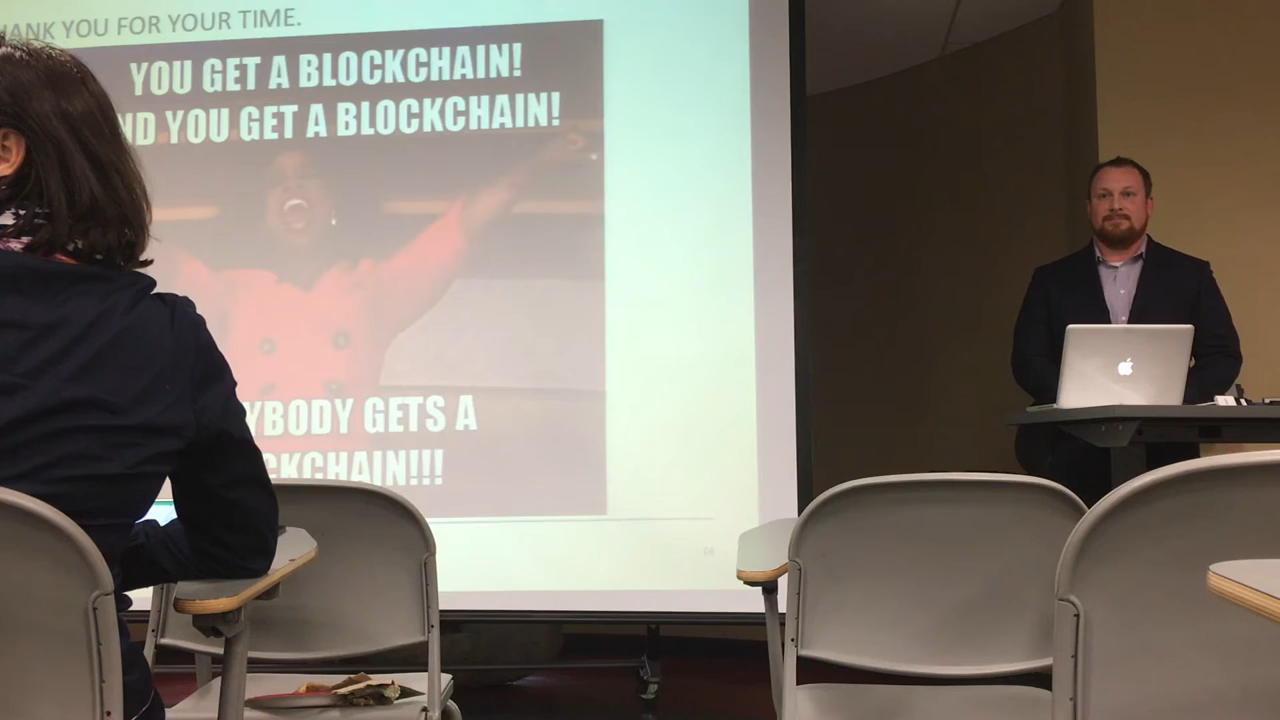 HANK YOU FOR YOUR TIME.
YOU GET A BLOCKCHAIN!
ND YOU GET A BLOCKCHAIN!
YBODY GETS A
CKCHAIN!!!